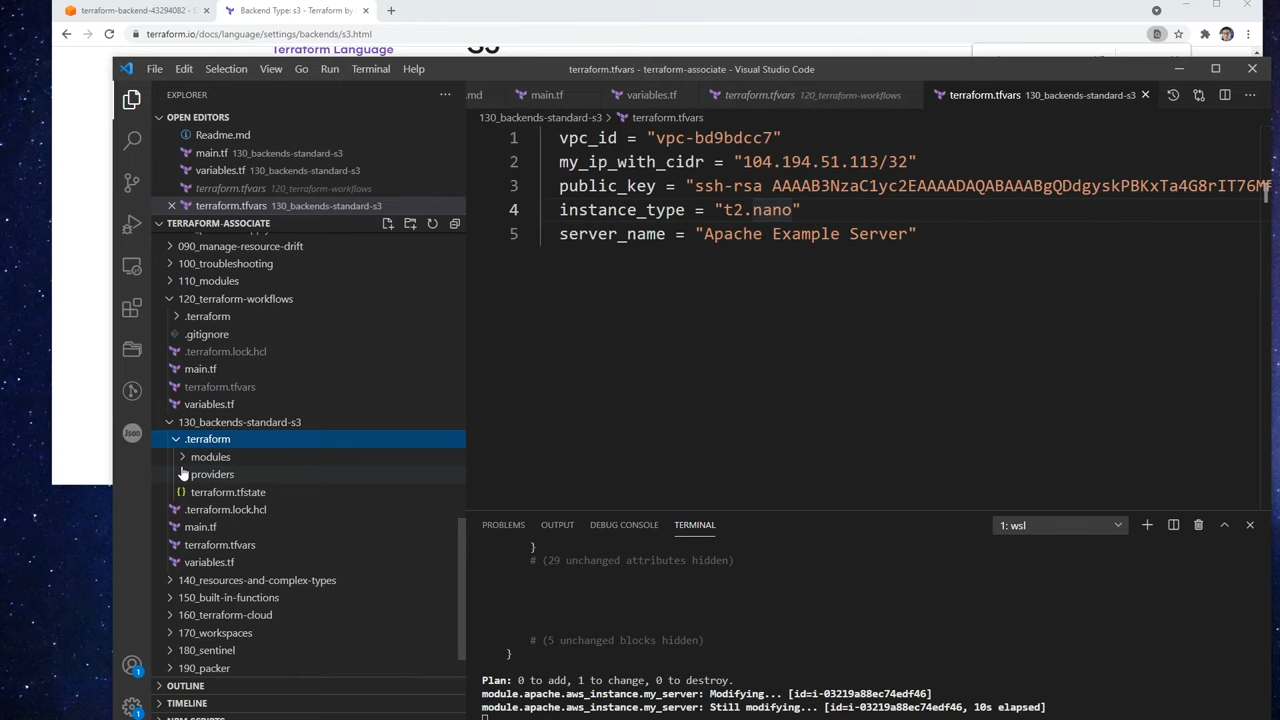 terraform-backend-43294082 - S
Backend Type: s3 - Terraform by
terraform.io/docs/language/settings/backends/s3.html
Terraform Language
S3
File Edit Selection View Go Run Terminal Help
terraform.tfvars - terraform-associate - Visual Studio Code
EXPLORER
.md main.tf variables.tf terraform.tfvars 120_terraform-workflows terraform.tfvars 130_backends-standard-s3
OPEN EDITORS
130_backends-standard-s3 > terraform.tfvars
Readme.md
main.tf 130_backends-standard-s3
variables.tf 130_backends-standard-s3
terraform.tfvars 120_terraform-workflows
terraform.tfvars 130_backends-standard-s3
1 vpc_id = "vpc-bd9bdcc7"
2 my_ip_with_cidr = "104.194.51.113/32"
3 public_key = "ssh-rsa AAAAB3NzaC1yc2EAAAADAQABAAABgQDdgyskPBKxTa4G8rIT76M
4 instance_type = "t2.nano"
5 server_name = "Apache Example Server"
TERRAFORM-ASSOCIATE
090_manage-resource-drift
100_troubleshooting
110_modules
120_terraform-workflows
.terraform
.gitignore
.terraform.lock.hcl
main.tf
terraform.tfvars
variables.tf
130_backends-standard-s3
.terraform
modules
providers
terraform.tfstate
.terraform.lock.hcl
main.tf
terraform.tfvars
variables.tf
140_resources-and-complex-types
150_built-in-functions
160_terraform-cloud
170_workspaces
180_sentinel
190_packer
OUTLINE
TIMELINE
Json
1
1
PROBLEMS OUTPUT DEBUG CONSOLE TERMINAL 1: wsl
}
# (29 unchanged attributes hidden)
# (5 unchanged blocks hidden)
}
Plan: 0 to add, 1 to change, 0 to destroy.
module.apache.aws_instance.my_server: Modifying... [id=i-03219a88ec74edf46]
module.apache.aws_instance.my_server: Still modifying... [id=i-03219a88ec74edf46, 10s elapsed]